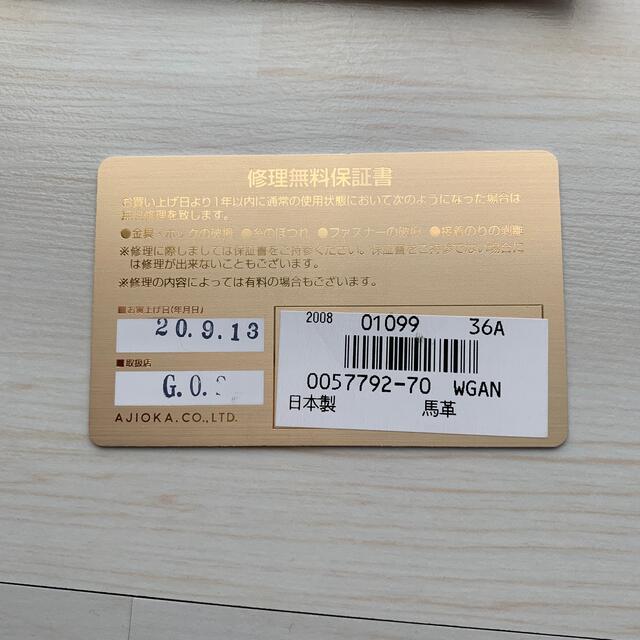 修理無料保証書
お買い上げ日より1年以内に通常の使用状態において次のようになった場合は
無料修理を致します。
●金具・ホックの破損 ●糸のほつれ ●ファスナーの破損 ●接着のりの剥離
※修理に際しましては保証書をご持参ください。保証書をご持参でない場合に
は修理が出来ないこともございます。
※修理の内容によっては有料の場合もございます。
■お買上げ日(年月日)
20.9.13
■取扱店
G.O.
AJIOKA.CO.,LTD.
2008 01099 36A
0057792-70 WGAN
日本製 馬革